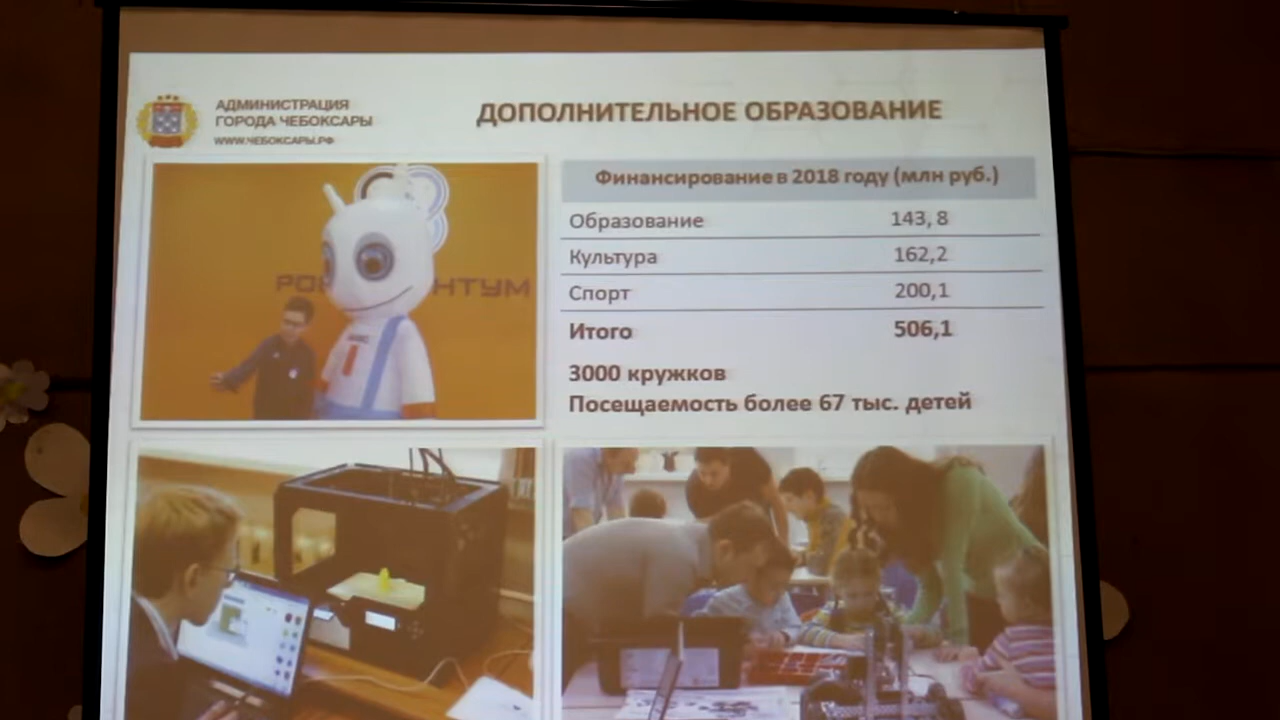 АДМИНИСТРАЦИЯ
ГОРОДА ЧЕБОКСАРЫ
WWW.ЧЕБОКСАРЫ.РФ
ДОПОЛНИТЕЛЬНОЕ ОБРАЗОВАНИЕ
Финансирование в 2018 году (млн руб.)
Образование 143, 8
Культура 162,2
Спорт 200,1
Итого 506,1
3000 кружков
Посещаемость более 67 тыс. детей